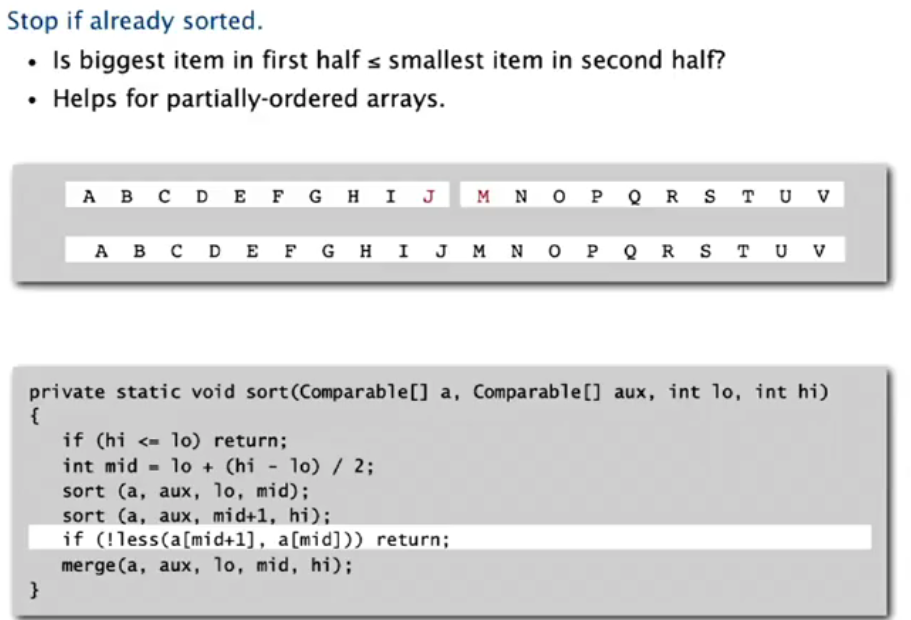 Stop if already sorted.
• Is biggest item in first half ≤ smallest item in second half?
• Helps for partially-ordered arrays.
A B C D E F G H I J M N O P Q R S T U V
A B C D E F G H I J M N O P Q R S T U V
private static void sort(Comparable[] a, Comparable[] aux, int lo, int hi)
{
if (hi <= lo) return;
int mid = lo + (hi - lo) / 2;
sort (a, aux, lo, mid);
sort (a, aux, mid+1, hi);
if (!less(a[mid+1], a[mid])) return;
merge(a, aux, lo, mid, hi);
}